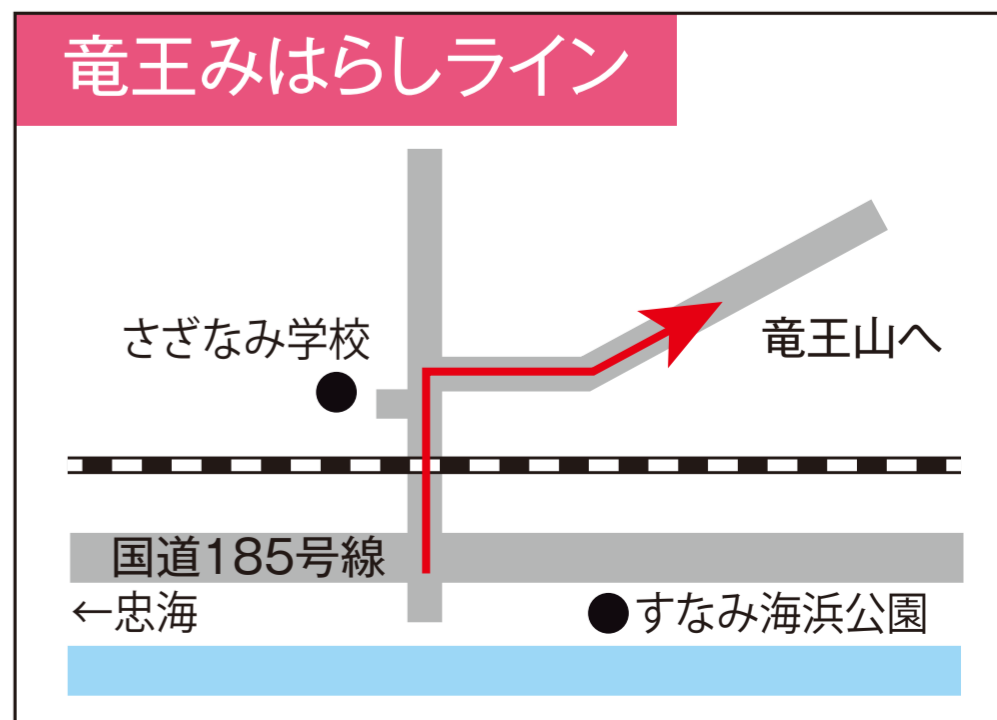 竜王みはらしライン
さざなみ学校
竜王山へ
国道185号線
←忠海
●すなみ海浜公園